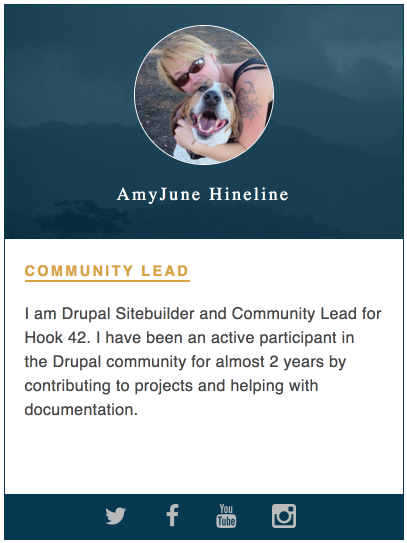 AmyJune Hineline
COMMUNITY LEAD
I am Drupal Sitebuilder and Community Lead for
Hook 42. I have been an active participant in
the Drupal community for almost 2 years by
contributing to projects and helping with
documentation.
You
Tube